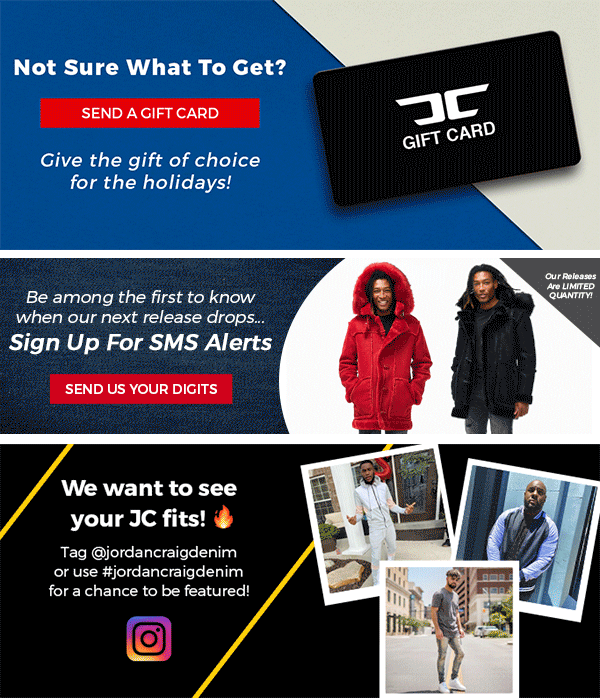 Not Sure What To Get?
SEND A GIFT CARD
Give the gift of choice
for the holidays!
JC
GIFT CARD
Be among the first to know
when our next release drops...
Sign Up For SMS Alerts
SEND US YOUR DIGITS
Our Releases
Are LIMITED
QUANTITY!
We want to see
your JC fits! 🔥
Tag @jordancraigdenim
or use #jordancraigdenim
for a chance to be featured!